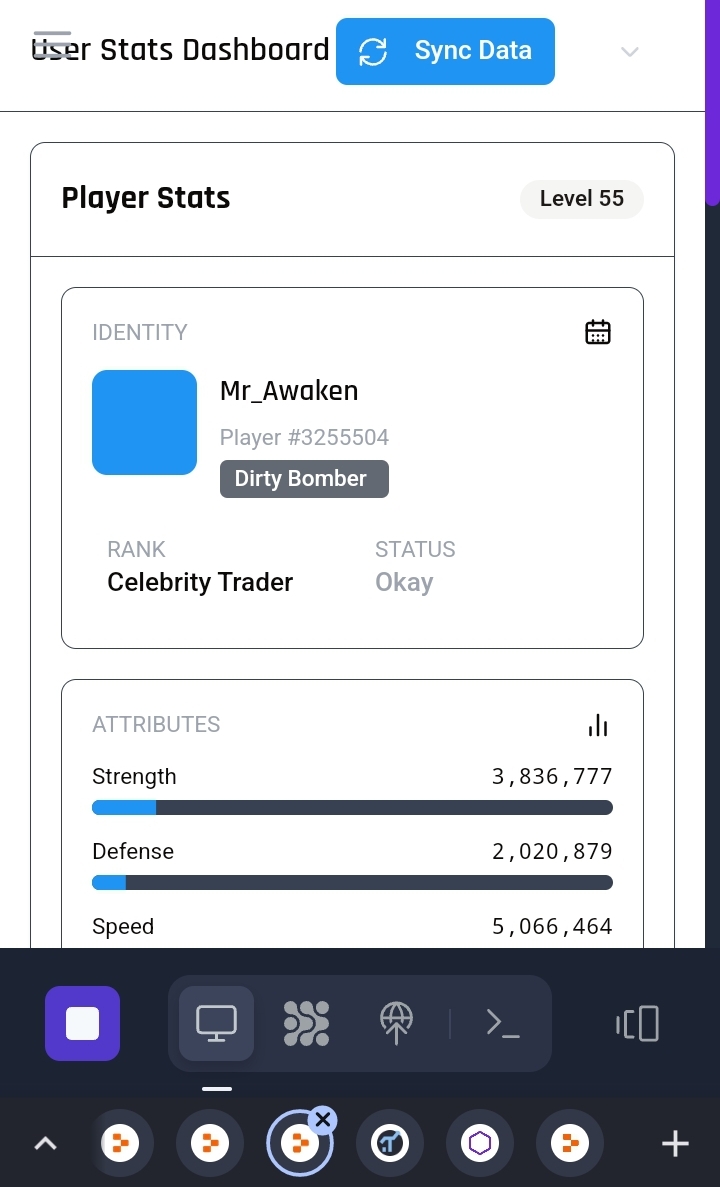 User Stats Dashboard
Sync Data
Player Stats
Level 55
IDENTITY
Mr_Awaken
Player #3255504
Dirty Bomber
RANK
STATUS
Celebrity Trader
Okay
ATTRIBUTES
Strength
3,836,777
Defense
2,020,879
Speed
5,066,464